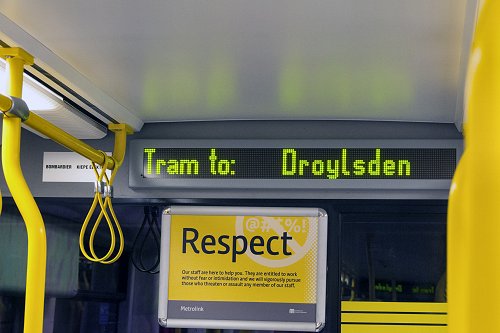 Tram to: Droylsden
BOMBARDIER KIEPE
@#$%!
Respect
Our staff are here to help you. They are entitled to work
without fear or intimidation and we will vigorously pursue
those who threaten or assault any member of our staff.
Metrolink